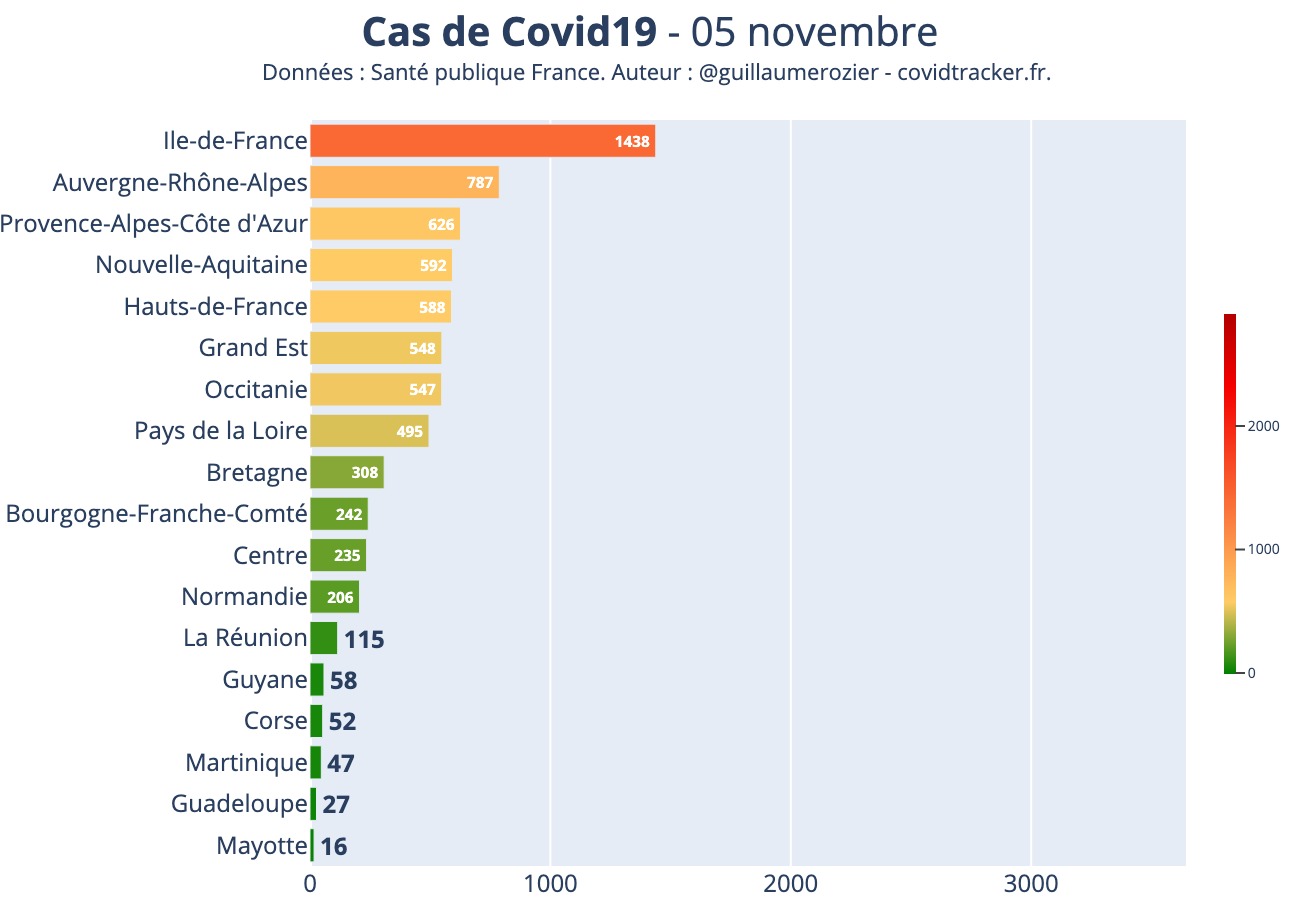 Cas de Covid19 - 05 novembre
Données : Santé publique France. Auteur : @guillaumerozier - covidtracker.fr.
Ile-de-France 1438
Auvergne-Rhône-Alpes 787
Provence-Alpes-Côte d'Azur 626
Nouvelle-Aquitaine 592
Hauts-de-France 588
Grand Est 548
Occitanie 547
Pays de la Loire 495
Bretagne 308
Bourgogne-Franche-Comté 242
Centre 235
Normandie 206
La Réunion 115
Guyane 58
Corse 52
Martinique 47
Guadeloupe 27
Mayotte 16
0 1000 2000 3000
2000
1000
0